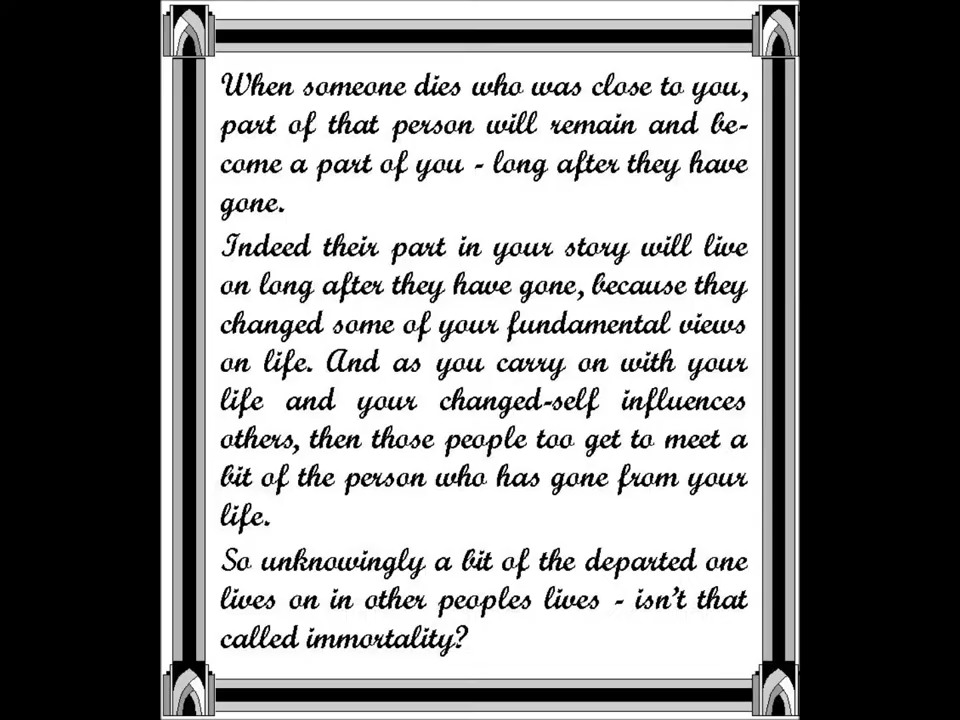 When someone dies who was close to you,
part of that person will remain and be-
come a part of you - long after they have
gone.
Indeed their part in your story will live
on long after they have gone, because they
changed some of your fundamental views
on life. And as you carry on with your
life and your changed-self influences
others, then those people too get to meet a
bit of the person who has gone from your
life.
So unknowingly a bit of the departed one
lives on in other peoples lives - isn't that
called immortality?